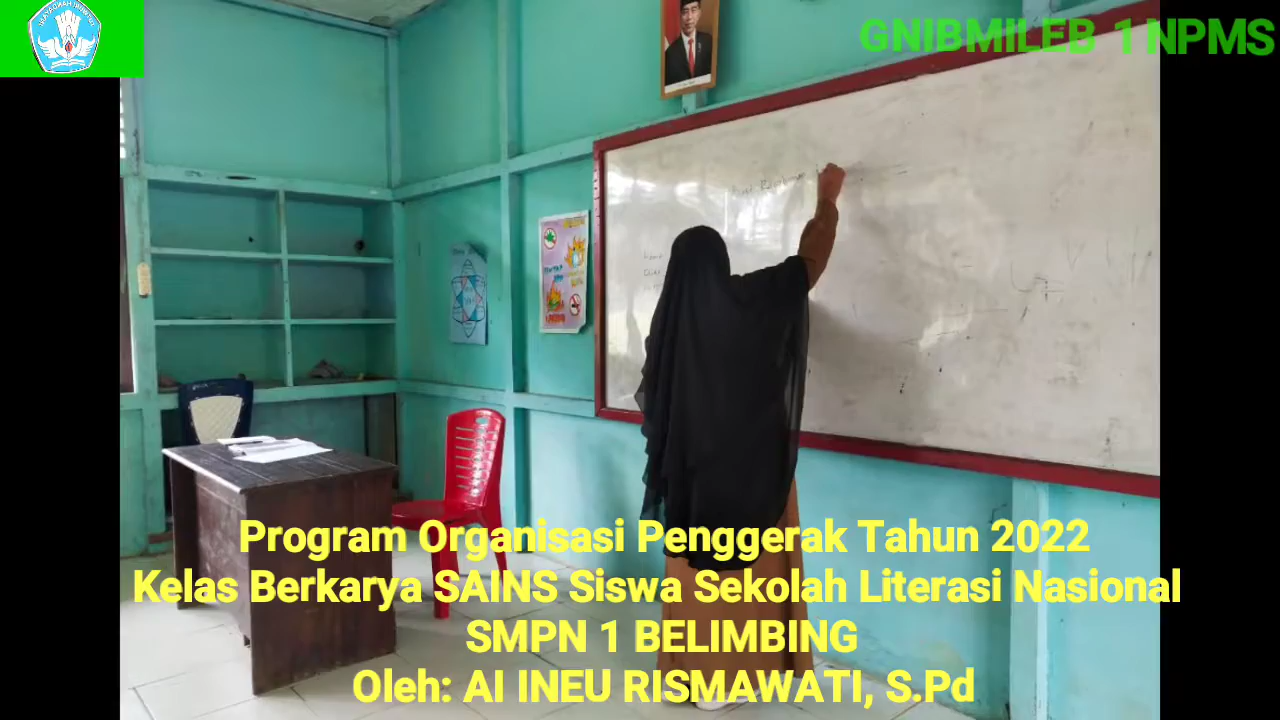 GNIBMILEB 1 NPMS
Program Organisasi Penggerak Tahun 2022
Kelas Berkarya SAINS Siswa Sekolah Literasi Nasional
SMPN 1 BELIMBING
Oleh: AI INEU RISMAWATI, S.Pd